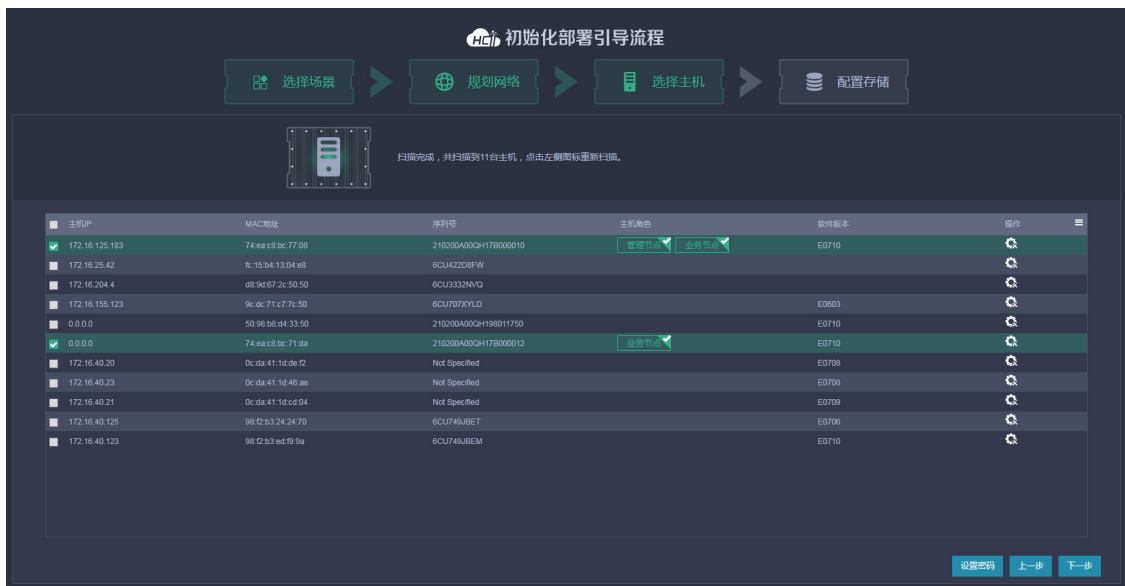 HCI 初始化部署引导流程
选择场景 规划网络 选择主机 配置存储
扫描完成，共扫描到11台主机，点击左侧图标重新扫描。
主机IP MAC地址 序列号 主机角色 软件版本 操作
172.16.125.183 74:ea:c8:bc:77:08 210200A00QH17B000010 管理节点 业务节点 E0710
172.16.25.42 fc:15:b4:13:04:e8 6CU422D8FW
172.16.204.4 d8:9d:67:2c:50:50 6CU3332NVQ
172.16.155.123 9c:dc:71:c7:7c:50 6CU707XYLD E0603
0.0.0.0 50:98:b8:d4:33:50 210200A00QH198011750 E0710
0.0.0.0 74:ea:c8:bc:71:da 210200A00QH17B000012 业务节点 E0710
172.16.40.20 0c:da:41:1d:de:f2 Not Specified E0708
172.16.40.23 0c:da:41:1d:46:ae Not Specified E0708
172.16.40.21 0c:da:41:1d:cd:04 Not Specified E0709
172.16.40.125 98:f2:b3:24:24:70 6CU749JBET E0706
172.16.40.123 98:f2:b3:ed:f9:9a 6CU749JBEM E0710
设置密码 上一步 下一步